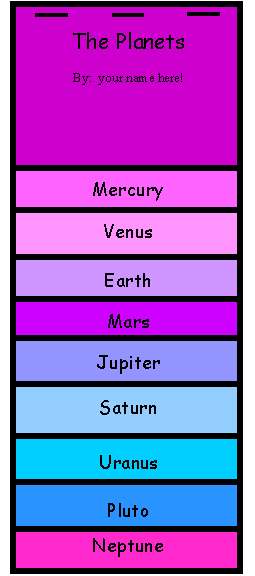 The Planets
By: your name here!
Mercury
Venus
Earth
Mars
Jupiter
Saturn
Uranus
Pluto
Neptune